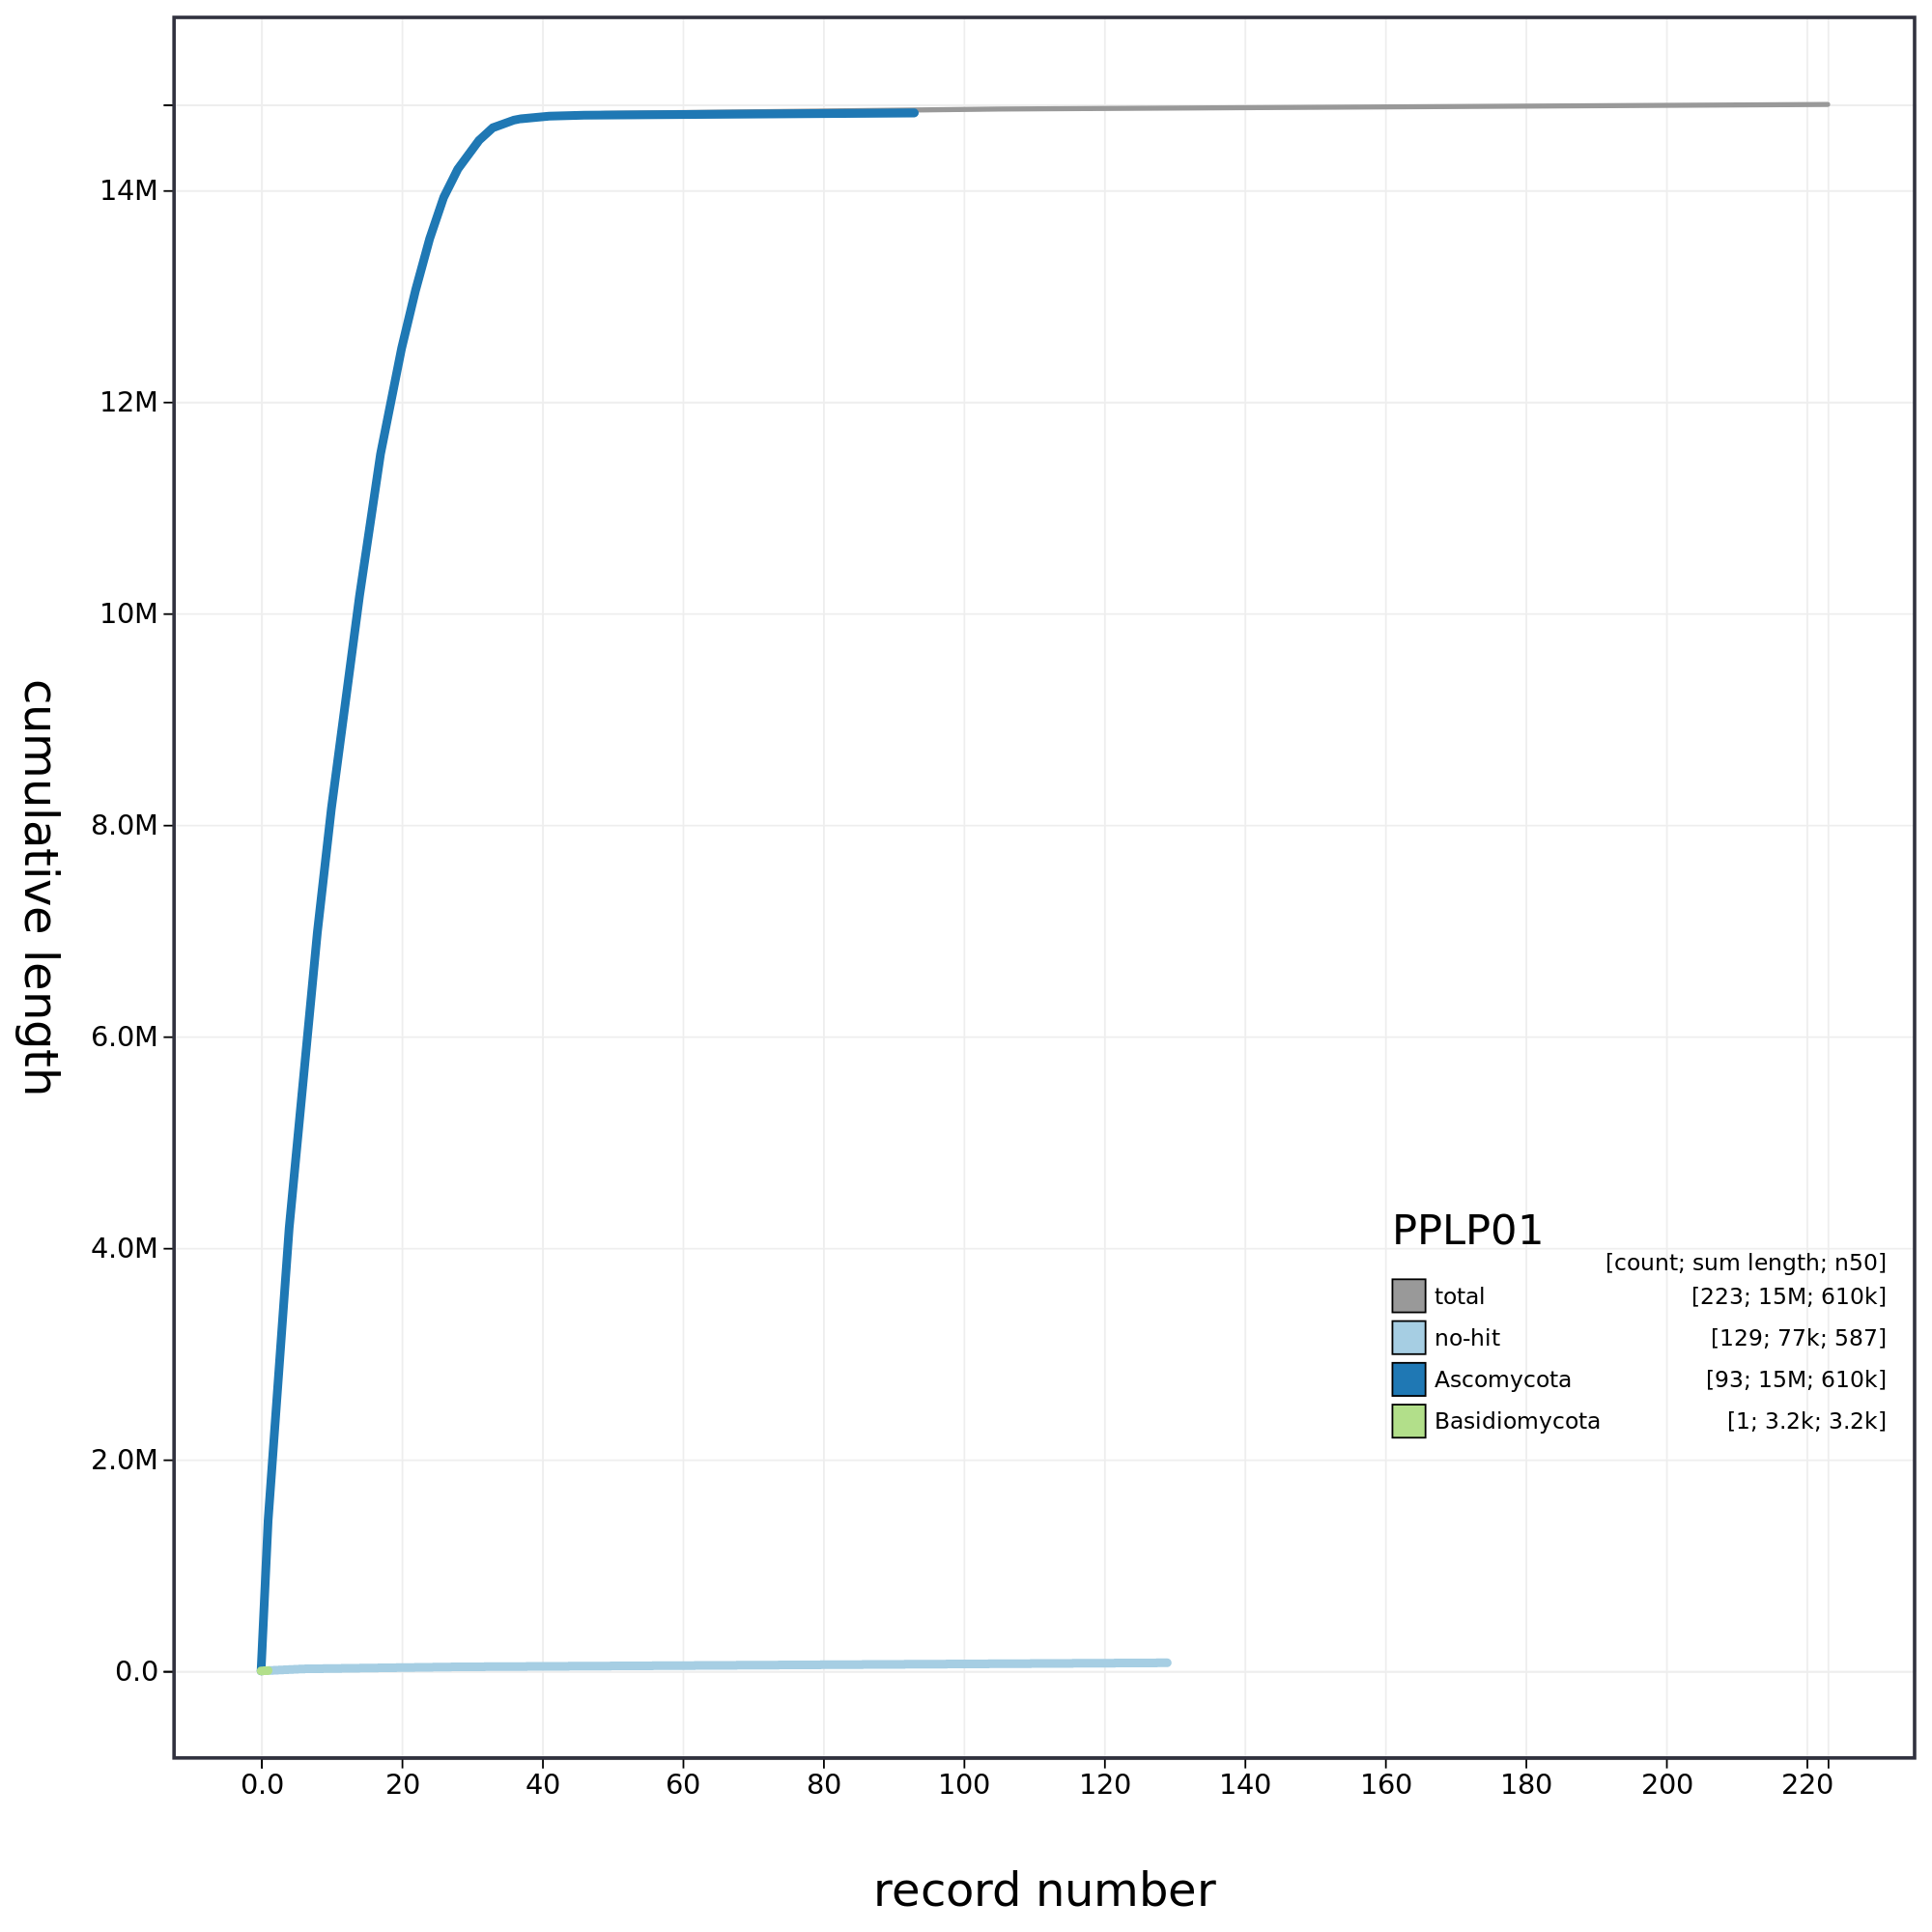 14M
12M
10M
8.0M
6.0M
4.0M
2.0M
0.0
cumulative length
PPLP01
[count; sum length; n50]
total [223; 15M; 610k]
no-hit [129; 77k; 587]
Ascomycota [93; 15M; 610k]
Basidiomycota [1; 3.2k; 3.2k]
0.0 20 40 60 80 100 120 140 160 180 200 220
record number